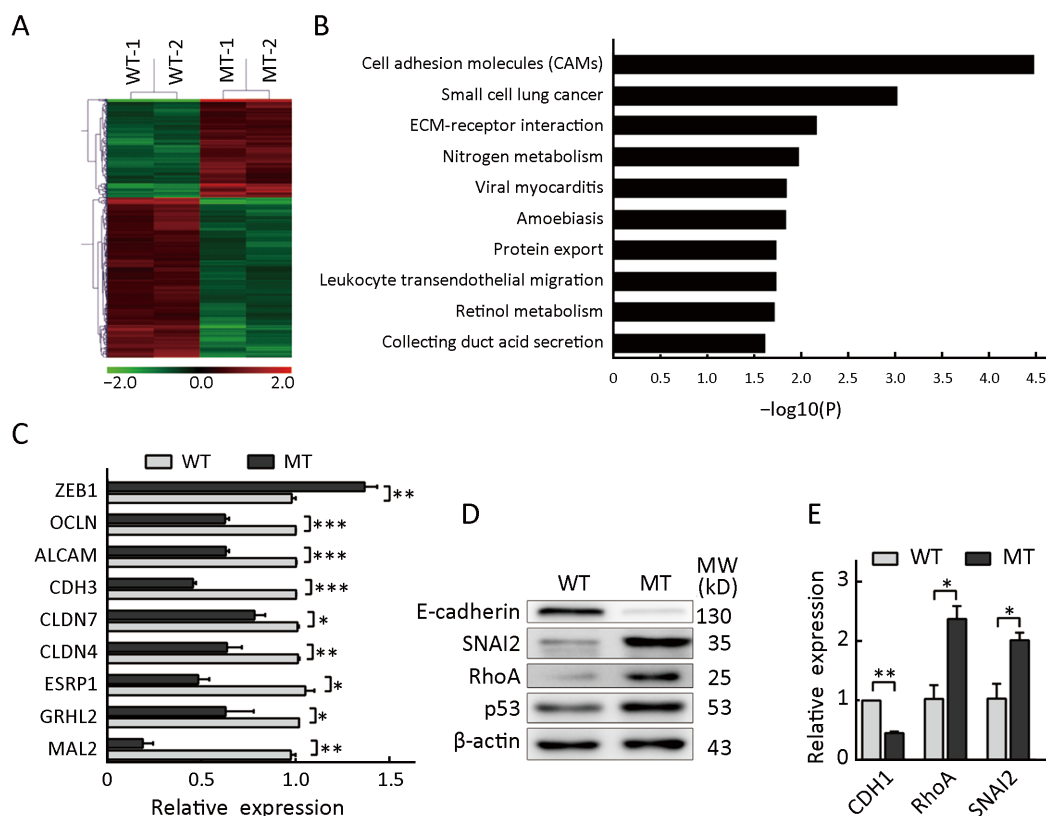 A
WT-1
WT-2
MT-1
MT-2
−2.0
0.0
2.0
B
Cell adhesion molecules (CAMs)
Small cell lung cancer
ECM-receptor interaction
Nitrogen metabolism
Viral myocarditis
Amoebiasis
Protein export
Leukocyte transendothelial migration
Retinol metabolism
Collecting duct acid secretion
0 0.5 1.0 1.5 2.0 2.5 3.0 3.5 4.0 4.5
−log10(P)
C
WT MT
ZEB1 **
OCLN ***
ALCAM ***
CDH3 ***
CLDN7 *
CLDN4 **
ESRP1 *
GRHL2 *
MAL2 **
0 0.5 1.0 1.5
Relative expression
D
WT MT MW
(kD)
E-cadherin 130
SNAI2 35
RhoA 25
p53 53
β-actin 43
E
WT MT
Relative expression
3
2
1
0
**
*
*
CDH1
RhoA
SNAI2